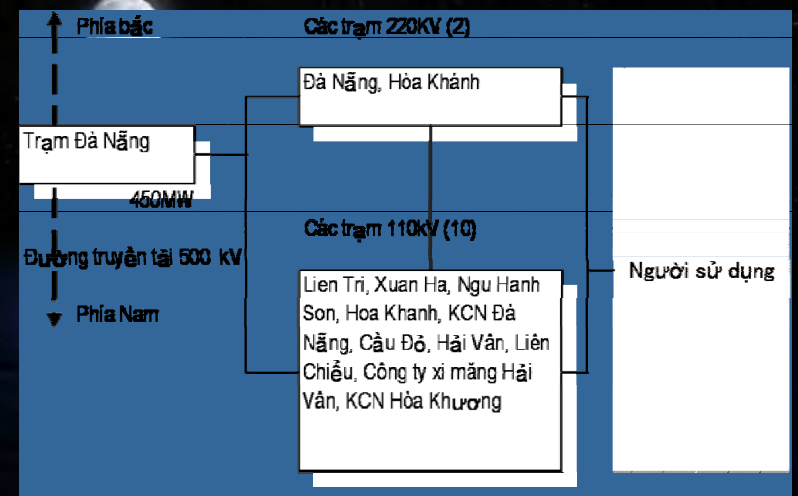 Phía bắc
Các trạm 220KV (2)
Đà Nẵng, Hòa Khánh
Trạm Đà Nẵng
450MW
Các trạm 110kV (10)
Đường truyền tải 500 kV
Lien Tri, Xuan Ha, Ngu Hanh
Son, Hoa Khanh, KCN Đà
Nẵng, Cầu Đỏ, Hải Vân, Liên
Chiểu, Công ty xi măng Hải
Vân, KCN Hòa Khương
Người sử dụng
Phía Nam